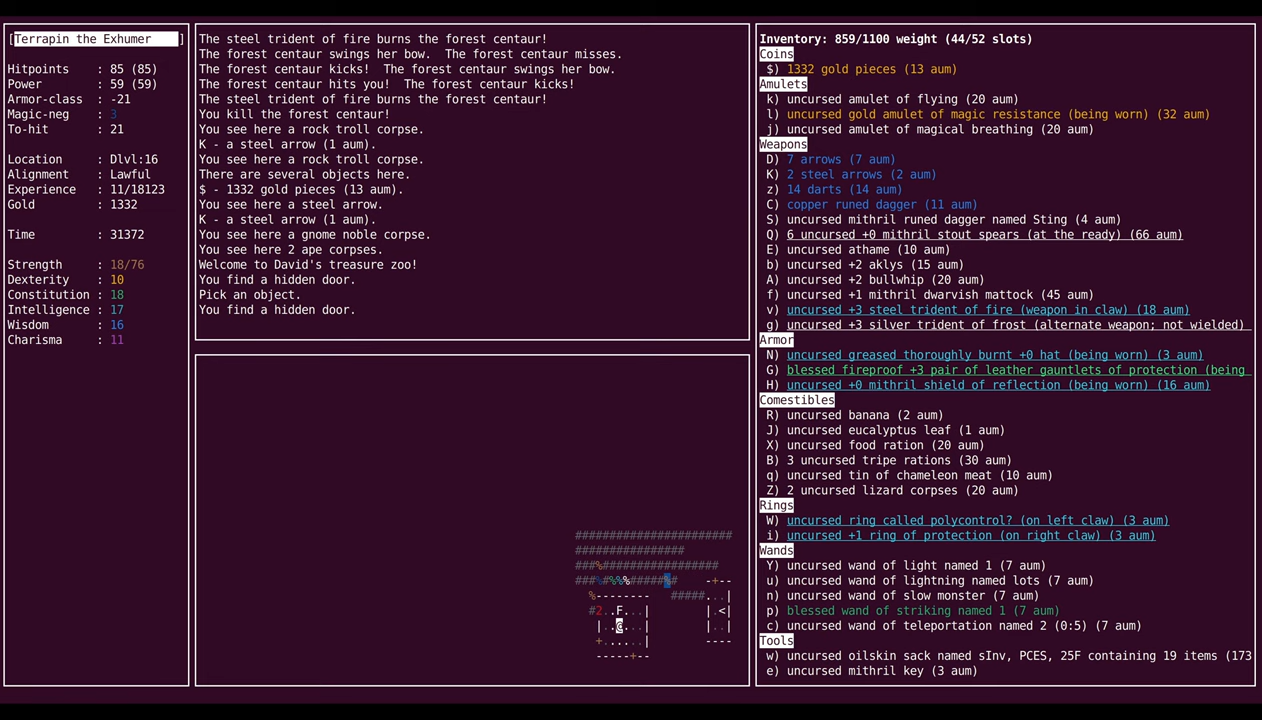 [Terrapin the Exhumer ]
Hitpoints : 85 (85)
Power : 59 (59)
Armor-class : -21
Magic-neg : 3
To-hit : 21
Location : Dlvl:16
Alignment : Lawful
Experience : 11/18123
Gold : 1332
Time : 31372
Strength : 18/76
Dexterity : 10
Constitution : 18
Intelligence : 17
Wisdom : 16
Charisma : 11
The steel trident of fire burns the forest centaur!
The forest centaur swings her bow.  The forest centaur misses.
The forest centaur kicks!  The forest centaur swings her bow.
The forest centaur hits you!  The forest centaur kicks!
The steel trident of fire burns the forest centaur!
You kill the forest centaur!
You see here a rock troll corpse.
K - a steel arrow (1 aum).
You see here a rock troll corpse.
There are several objects here.
$ - 1332 gold pieces (13 aum).
You see here a steel arrow.
K - a steel arrow (1 aum).
You see here a gnome noble corpse.
You see here 2 ape corpses.
Welcome to David's treasure zoo!
You find a hidden door.
Pick an object.
You find a hidden door.
#######################
################
###%#################
###%#%%%#####%#    -+--
%--------   #####...|
#2..F...|       |.<|
|..@...|       |..|
+......|       ----
-----+--
Inventory: 859/1100 weight (44/52 slots)
Coins
$) 1332 gold pieces (13 aum)
Amulets
k) uncursed amulet of flying (20 aum)
l) uncursed gold amulet of magic resistance (being worn) (32 aum)
j) uncursed amulet of magical breathing (20 aum)
Weapons
D) 7 arrows (7 aum)
K) 2 steel arrows (2 aum)
z) 14 darts (14 aum)
C) copper runed dagger (11 aum)
S) uncursed mithril runed dagger named Sting (4 aum)
Q) 6 uncursed +0 mithril stout spears (at the ready) (66 aum)
E) uncursed athame (10 aum)
b) uncursed +2 aklys (15 aum)
A) uncursed +2 bullwhip (20 aum)
f) uncursed +1 mithril dwarvish mattock (45 aum)
v) uncursed +3 steel trident of fire (weapon in claw) (18 aum)
g) uncursed +3 silver trident of frost (alternate weapon; not wielded)
Armor
N) uncursed greased thoroughly burnt +0 hat (being worn) (3 aum)
G) blessed fireproof +3 pair of leather gauntlets of protection (being
H) uncursed +0 mithril shield of reflection (being worn) (16 aum)
Comestibles
R) uncursed banana (2 aum)
J) uncursed eucalyptus leaf (1 aum)
X) uncursed food ration (20 aum)
B) 3 uncursed tripe rations (30 aum)
q) uncursed tin of chameleon meat (10 aum)
Z) 2 uncursed lizard corpses (20 aum)
Rings
W) uncursed ring called polycontrol? (on left claw) (3 aum)
i) uncursed +1 ring of protection (on right claw) (3 aum)
Wands
Y) uncursed wand of light named 1 (7 aum)
u) uncursed wand of lightning named lots (7 aum)
n) uncursed wand of slow monster (7 aum)
p) blessed wand of striking named 1 (7 aum)
c) uncursed wand of teleportation named 2 (0:5) (7 aum)
Tools
w) uncursed oilskin sack named sInv, PCES, 25F containing 19 items (173
e) uncursed mithril key (3 aum)